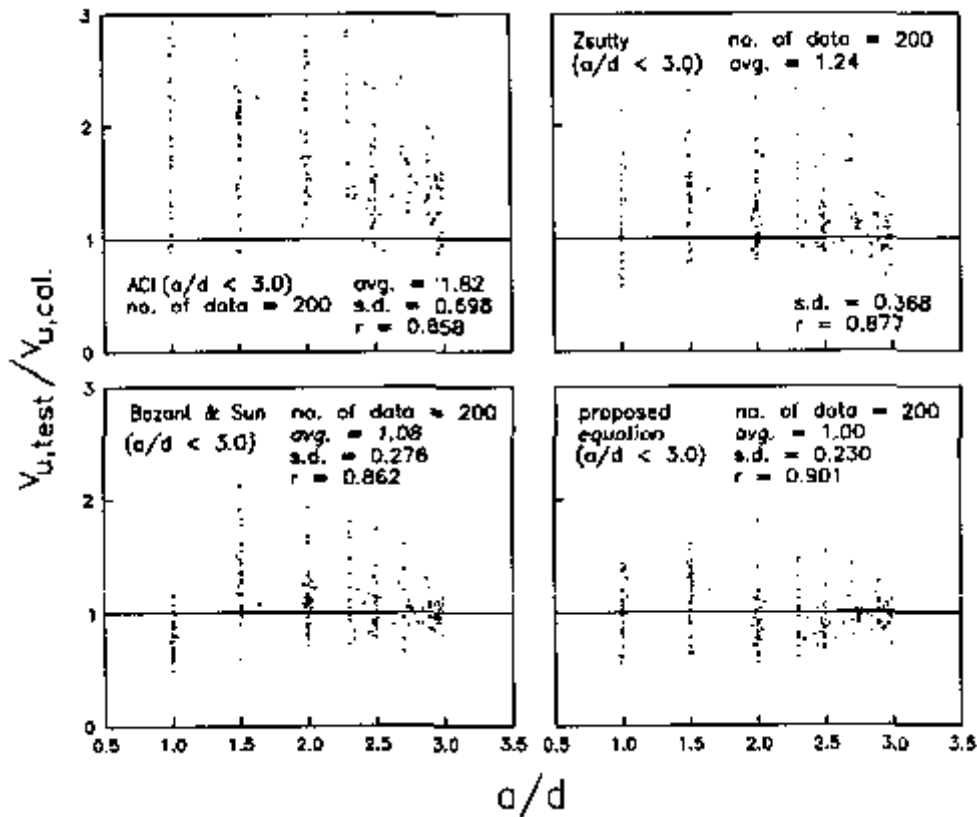 3
2
1
0
ACI (a/d < 3.0)
no. of data = 200
avg. = 1.82
s.d. = 0.698
r = 0.858
Zsutty
(a/d < 3.0)
no. of data = 200
avg. = 1.24
s.d. = 0.368
r = 0.877
Vu,test / Vu,cal.
3
2
1
0
Bazant & Sun
(a/d < 3.0)
no. of data = 200
avg. = 1.08
s.d. = 0.276
r = 0.862
proposed
equation
(a/d < 3.0)
no. of data = 200
avg. = 1.00
s.d. = 0.230
r = 0.901
0.5 1.0 1.5 2.0 2.5 3.0 3.5
0.5 1.0 1.5 2.0 2.5 3.0 3.5
a/d